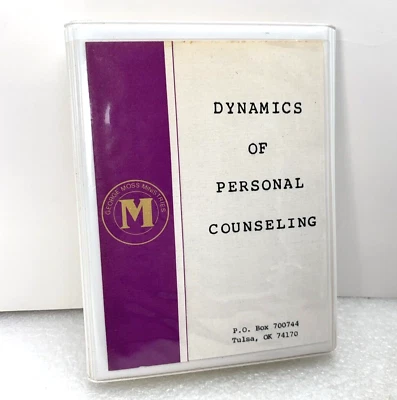 GEORGE MOSS MINISTRIES
M
DYNAMICS
OF
PERSONAL
COUNSELING
P.O. Box 700744
Tulsa, OK 74170